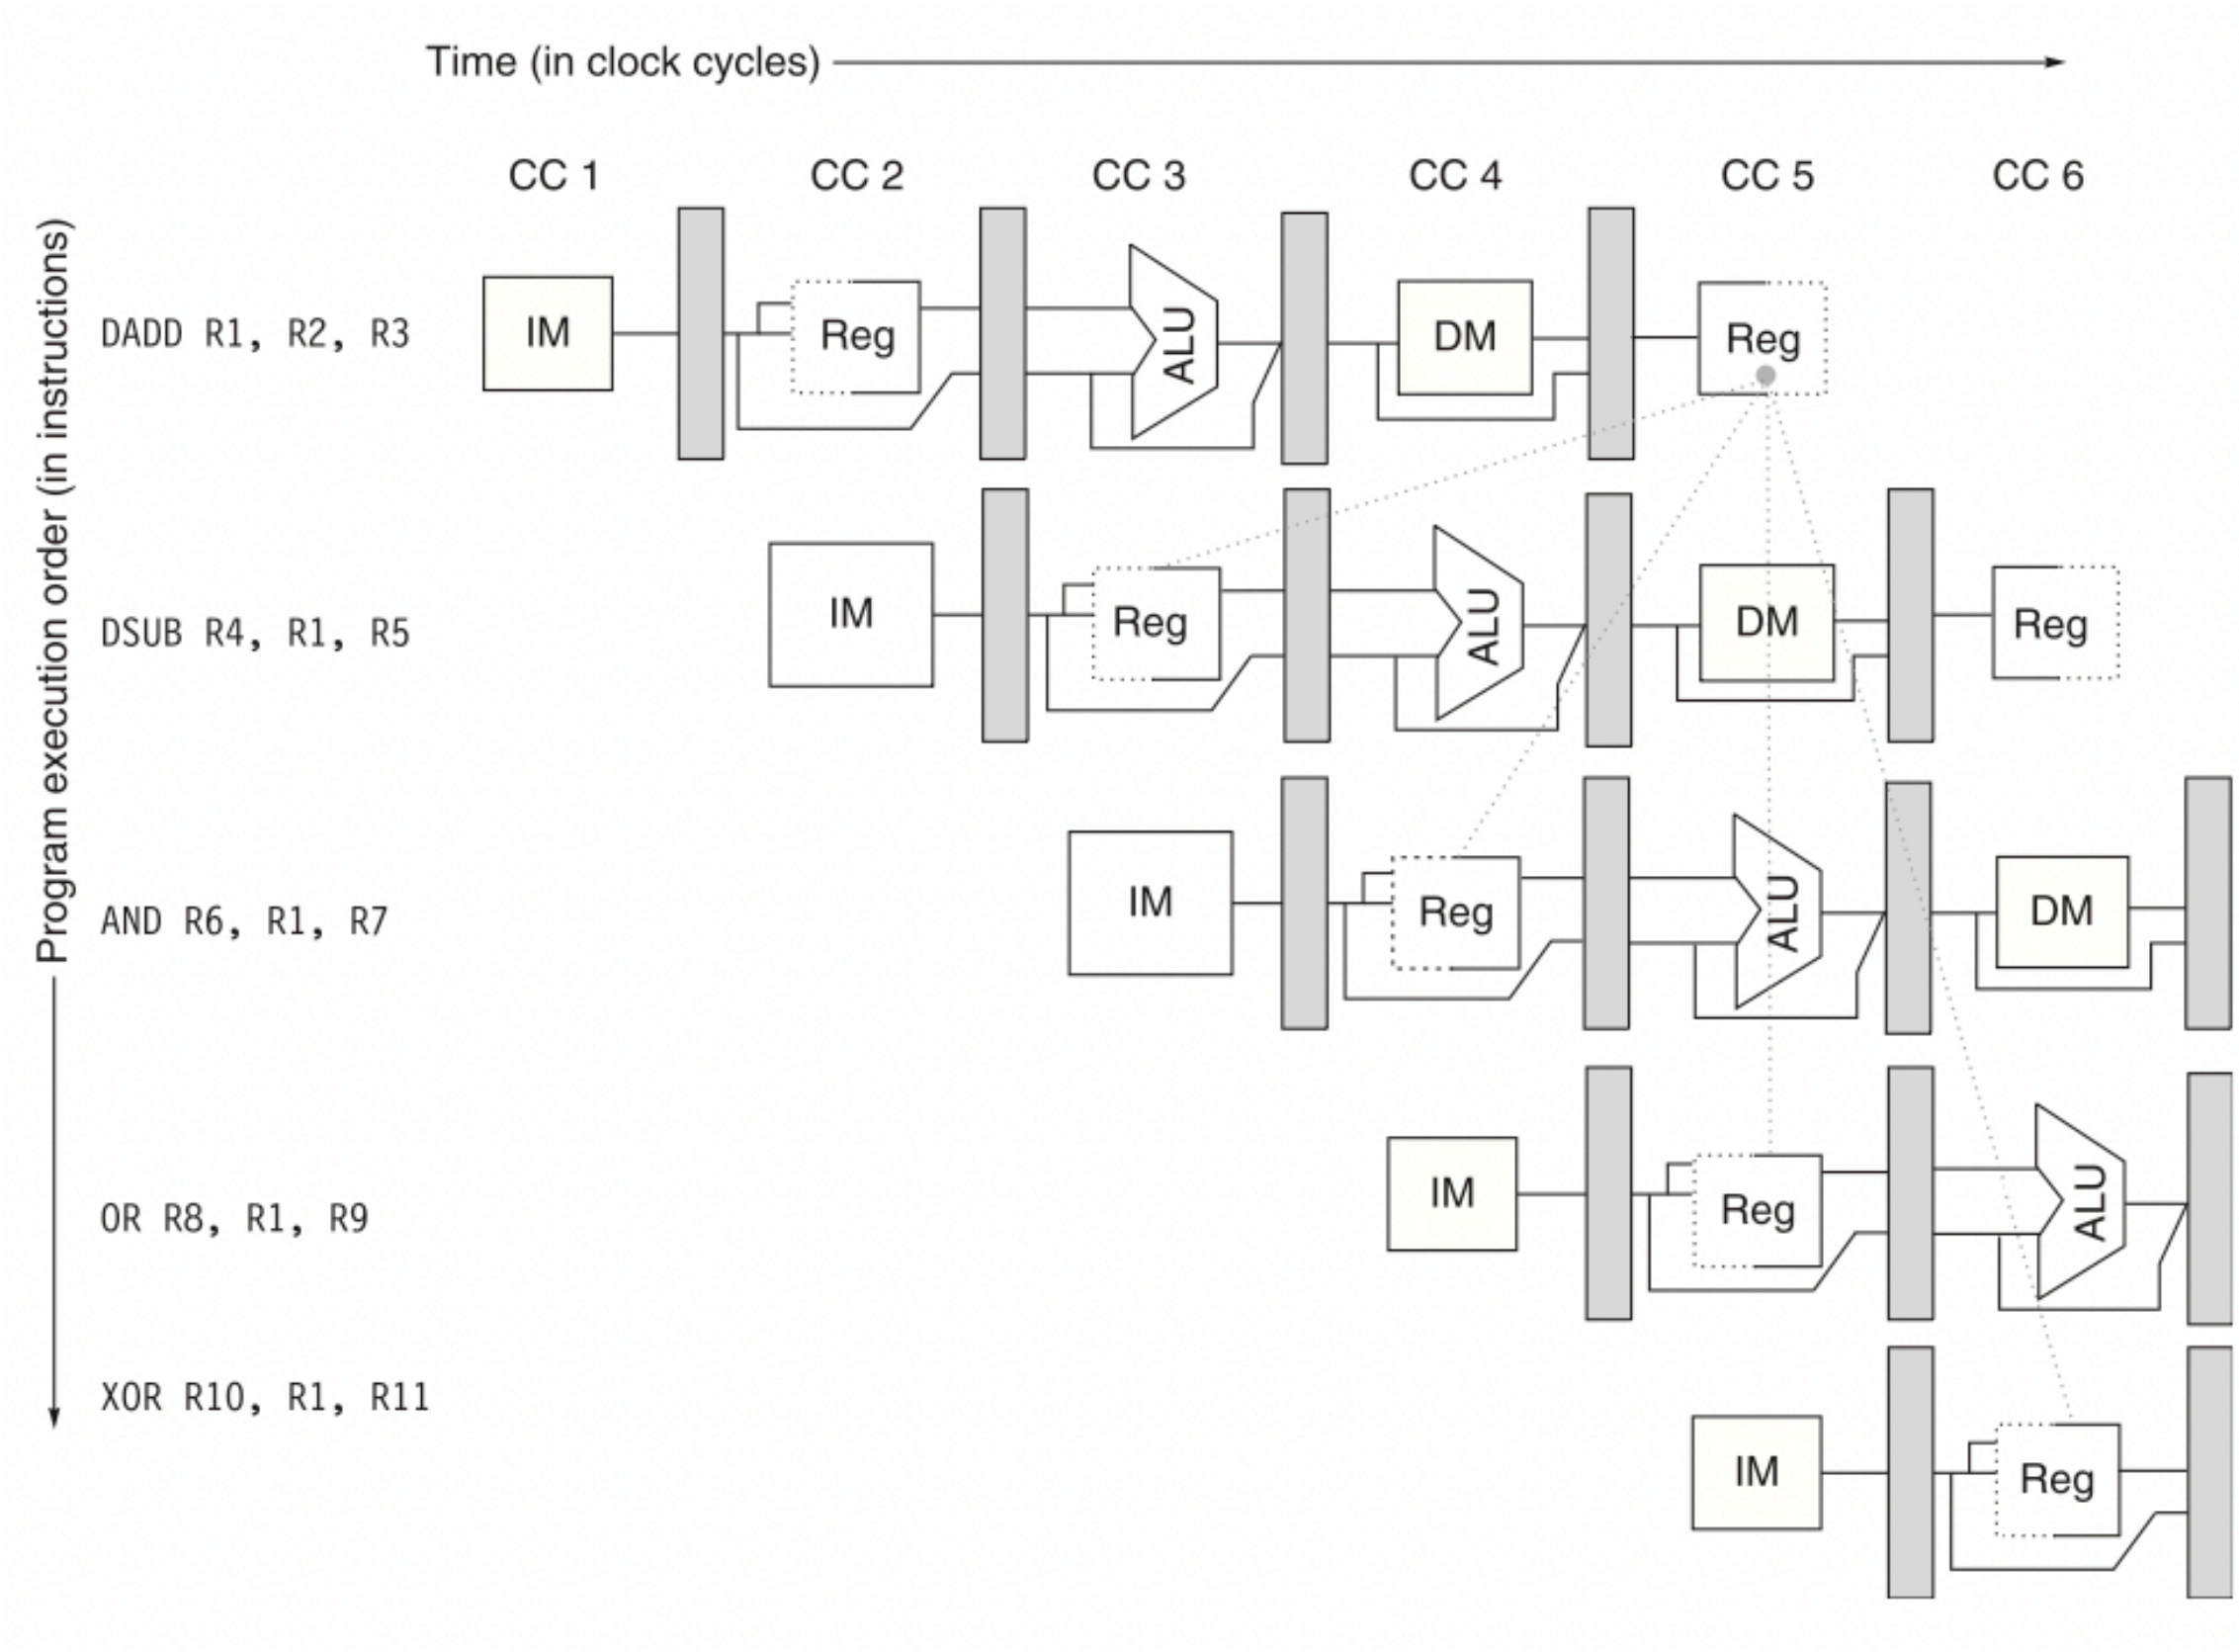 Time (in clock cycles)
CC 1 CC 2 CC 3 CC 4 CC 5 CC 6
Program execution order (in instructions)
DADD R1, R2, R3 IM Reg ALU DM Reg
DSUB R4, R1, R5 IM Reg ALU DM Reg
AND R6, R1, R7 IM Reg ALU DM
OR R8, R1, R9 IM Reg ALU
XOR R10, R1, R11
IM Reg